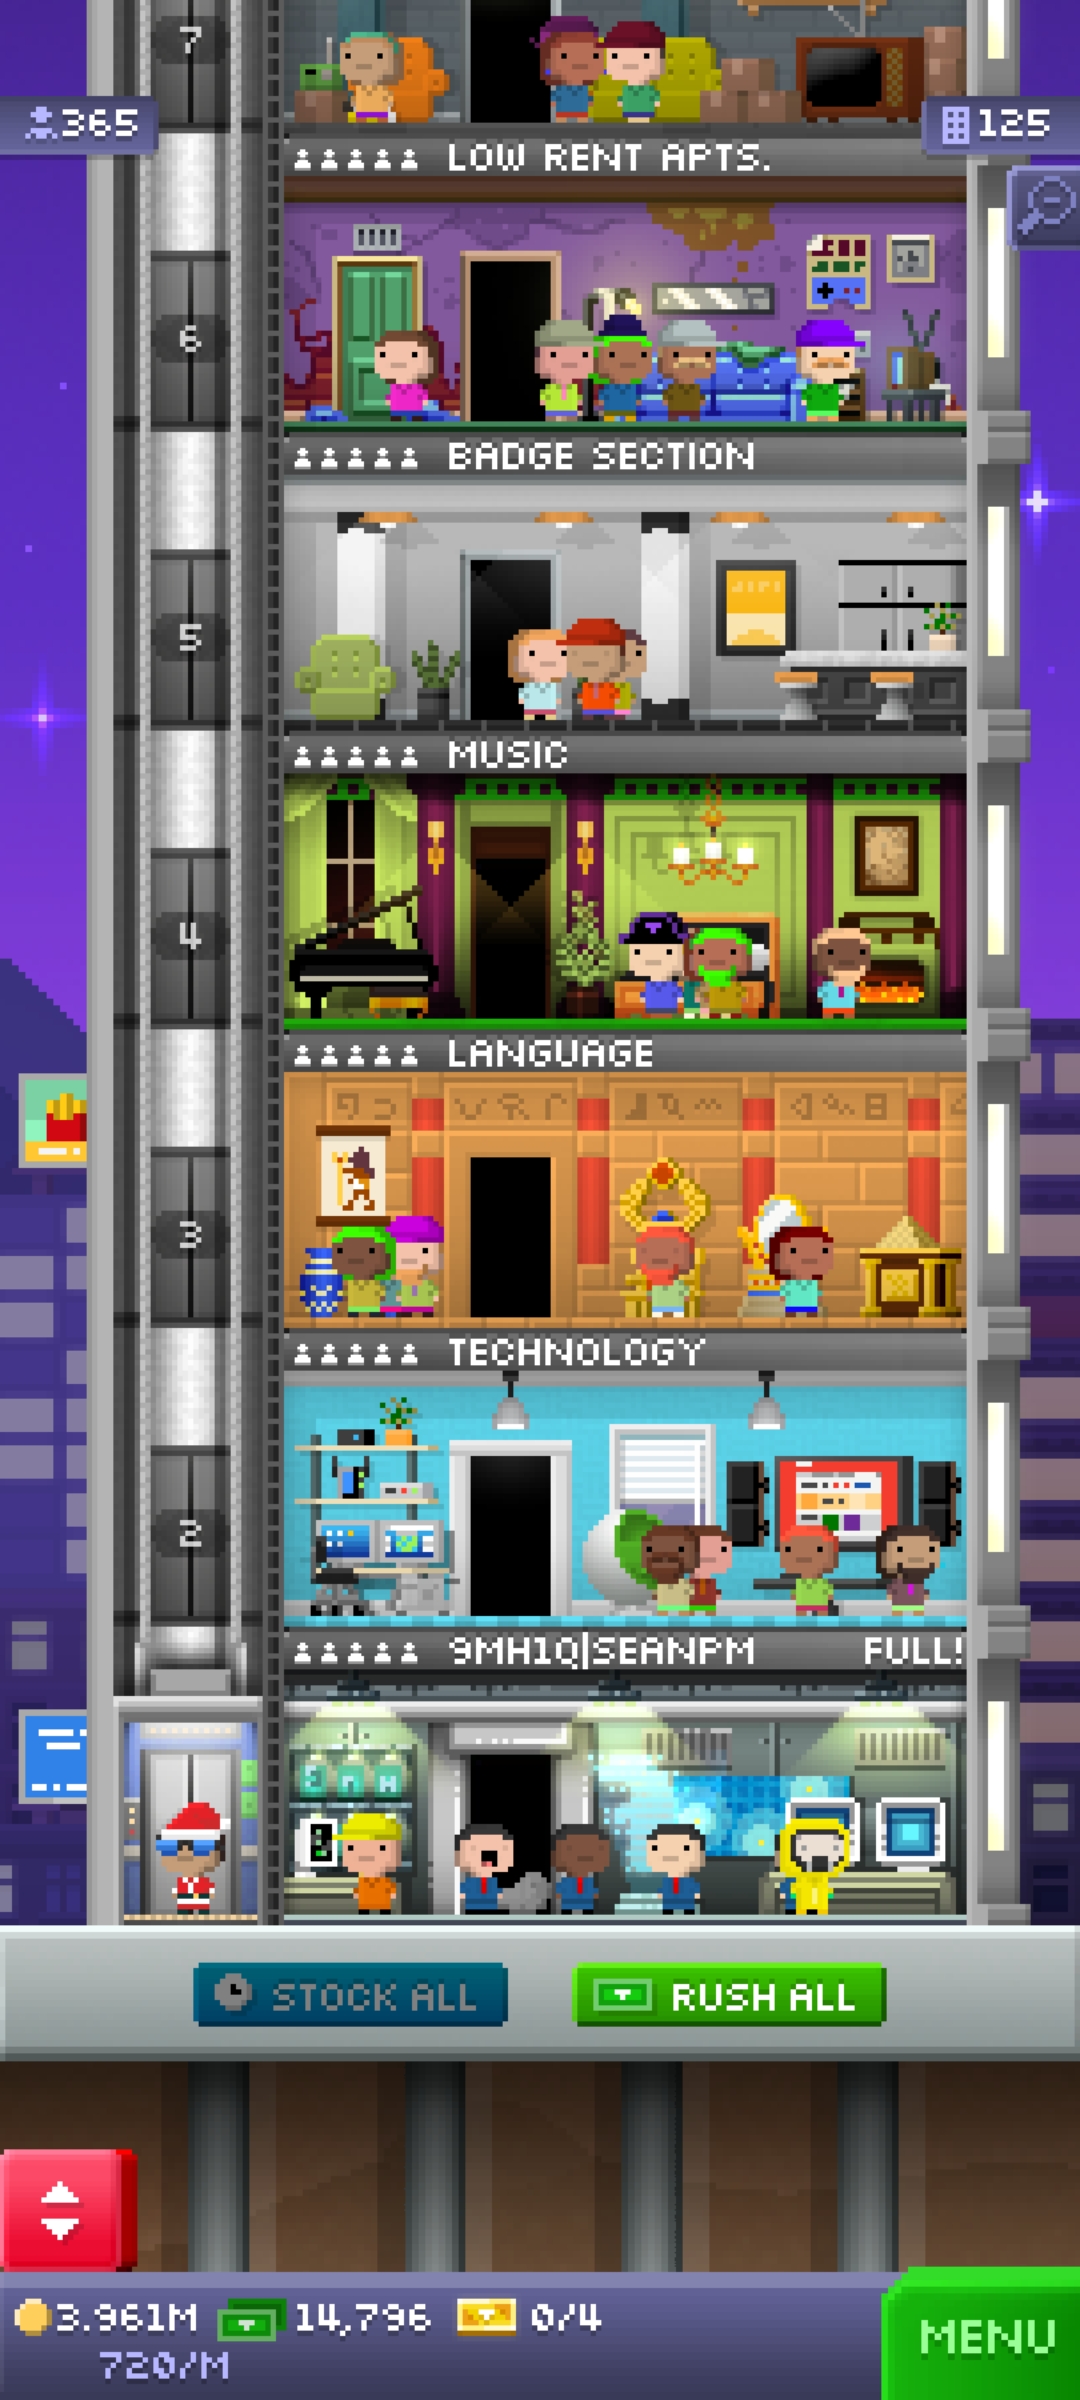 7
365
125
LOW RENT APTS.
6
BADGE SECTION
5
MUSIC
4
LANGUAGE
3
TECHNOLOGY
2
9MH1Q|SEANPM FULL!
STOCK ALL
RUSH ALL
3.961M 14,796 0/4
720/M
MENU